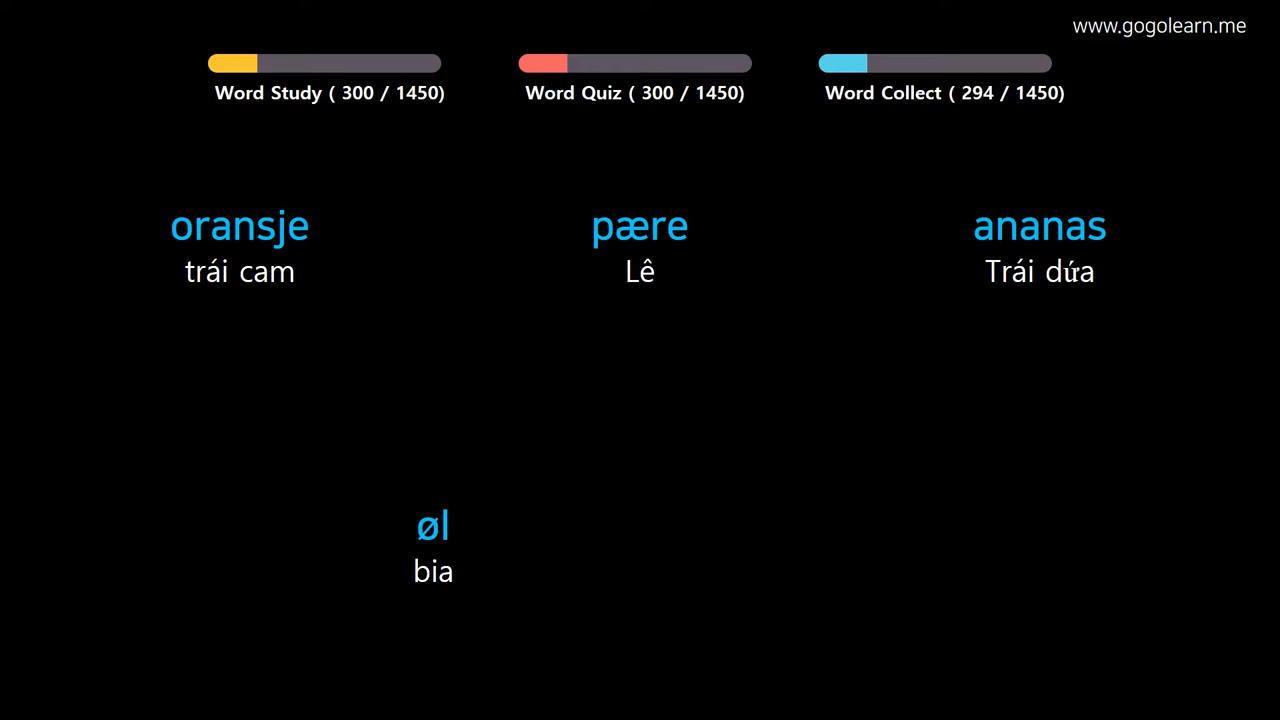 www.gogolearn.me
Word Study ( 300 / 1450)
Word Quiz ( 300 / 1450)
Word Collect ( 294 / 1450)
oransje
trái cam
pære
Lê
ananas
Trái dứa
øl
bia